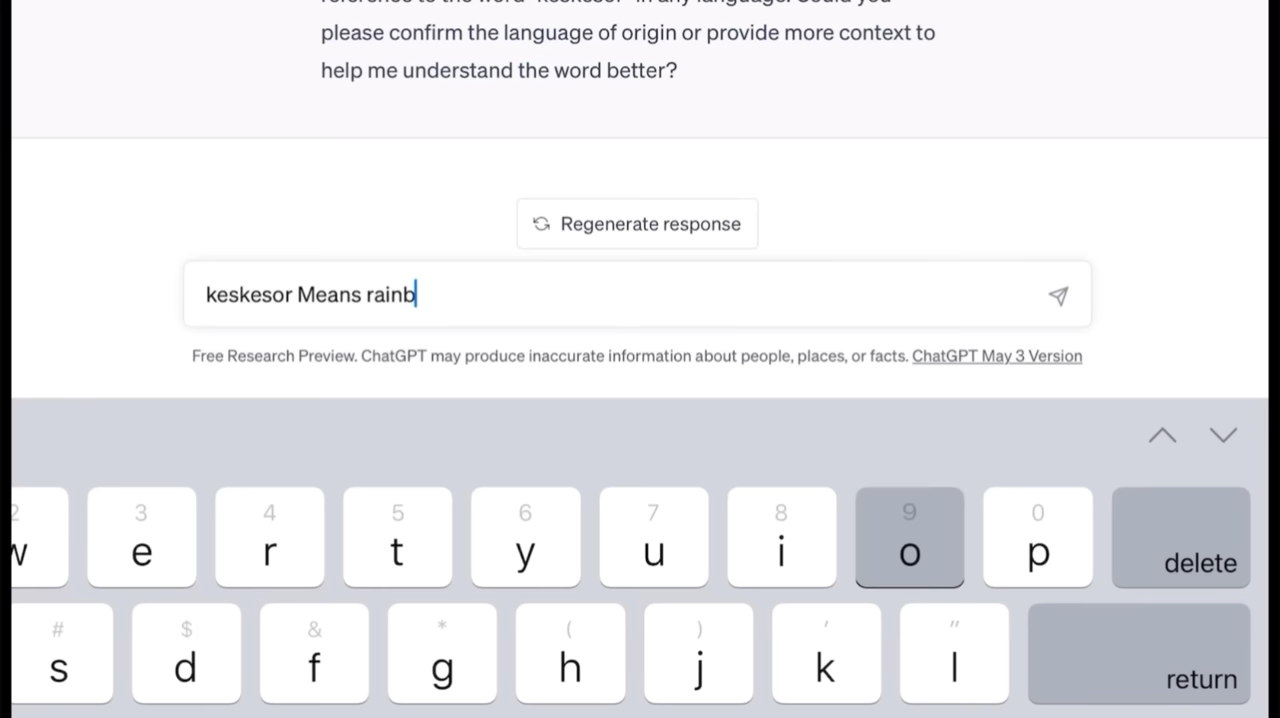 please confirm the language of origin or provide more context to
help me understand the word better?
Regenerate response
keskesor Means rainb
Free Research Preview. ChatGPT may produce inaccurate information about people, places, or facts. ChatGPT May 3 Version
2 3 4 5 6 7 8 9 0
w e r t y u i o p delete
# $ & * ( ) ' "
s d f g h j k l return